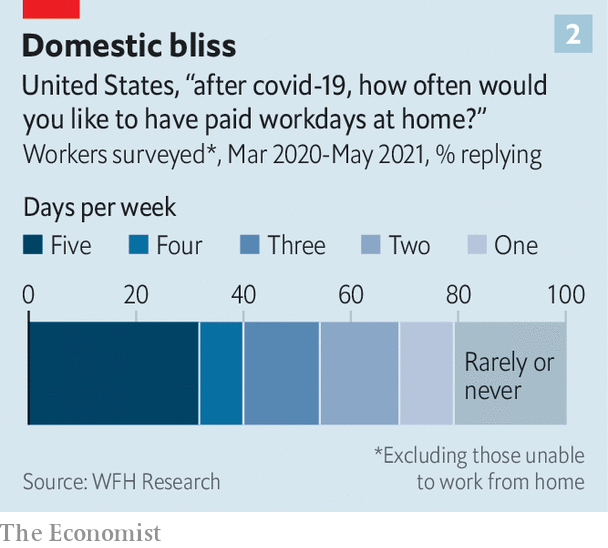 Domestic bliss
2
United States, “after covid-19, how often would
you like to have paid workdays at home?”
Workers surveyed*, Mar 2020-May 2021, % replying
Days per week
Five Four Three Two One
0 20 40 60 80 100
Rarely or
never
*Excluding those unable
to work from home
Source: WFH Research
The Economist